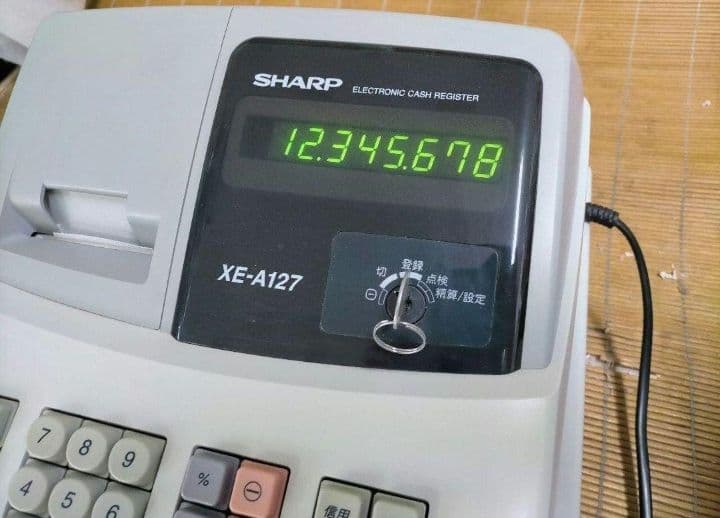 SHARP ELECTRONIC CASH REGISTER
12.345.678
XE-A127
⊖ 切 登録 点検 精算/設定
7 8 9 % ⊖
4 5 6 信用